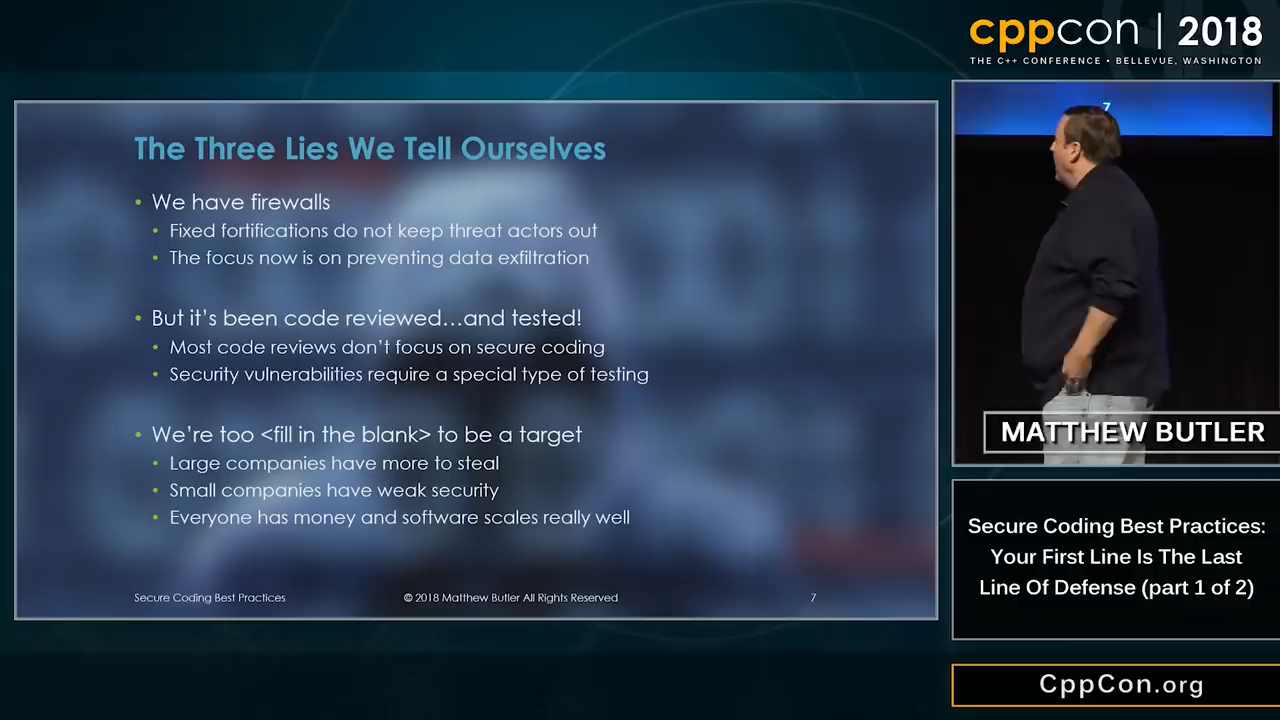 cppcon | 2018
THE C++ CONFERENCE • BELLEVUE, WASHINGTON
The Three Lies We Tell Ourselves
• We have firewalls
• Fixed fortifications do not keep threat actors out
• The focus now is on preventing data exfiltration
• But it's been code reviewed…and tested!
• Most code reviews don't focus on secure coding
• Security vulnerabilities require a special type of testing
• We're too <fill in the blank> to be a target
• Large companies have more to steal
• Small companies have weak security
• Everyone has money and software scales really well
Secure Coding Best Practices
© 2018 Matthew Butler All Rights Reserved
7
7
MATTHEW BUTLER
Secure Coding Best Practices:
Your First Line Is The Last
Line Of Defense (part 1 of 2)
CppCon.org